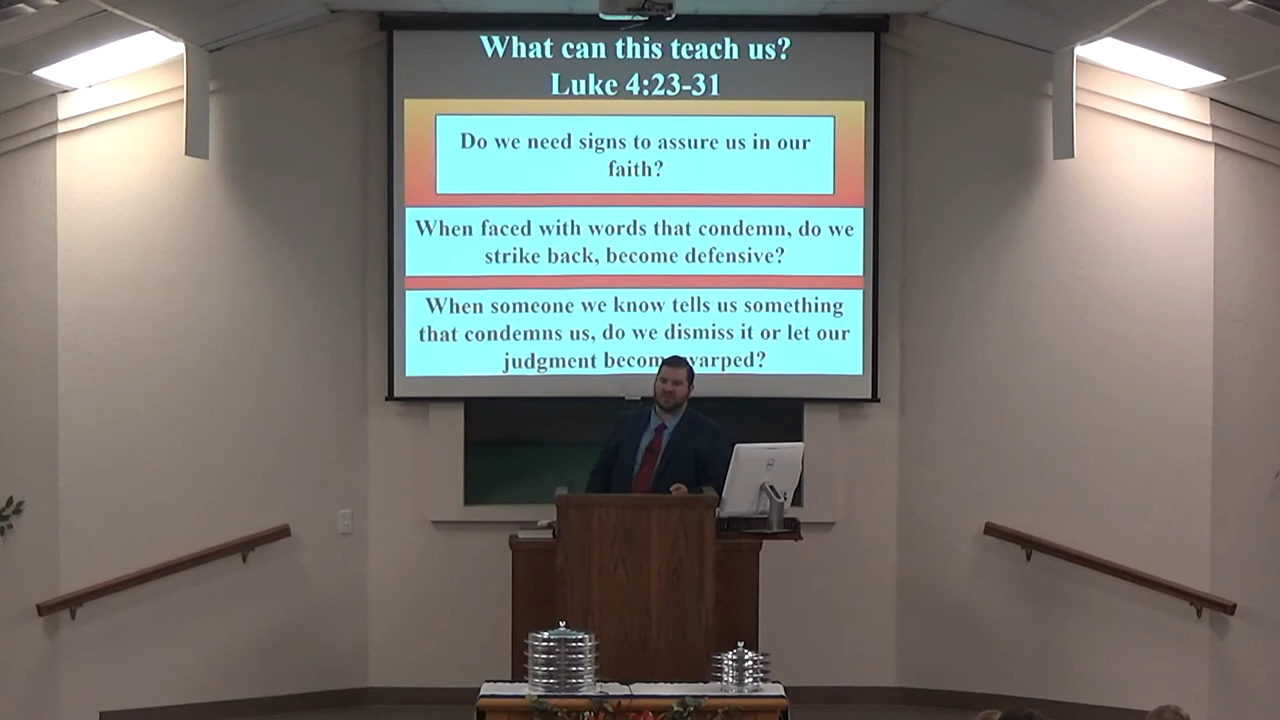 What can this teach us?
Luke 4:23-31
Do we need signs to assure us in our
faith?
When faced with words that condemn, do we
strike back, become defensive?
When someone we know tells us something
that condemns us, do we dismiss it or let our
judgment become warped?